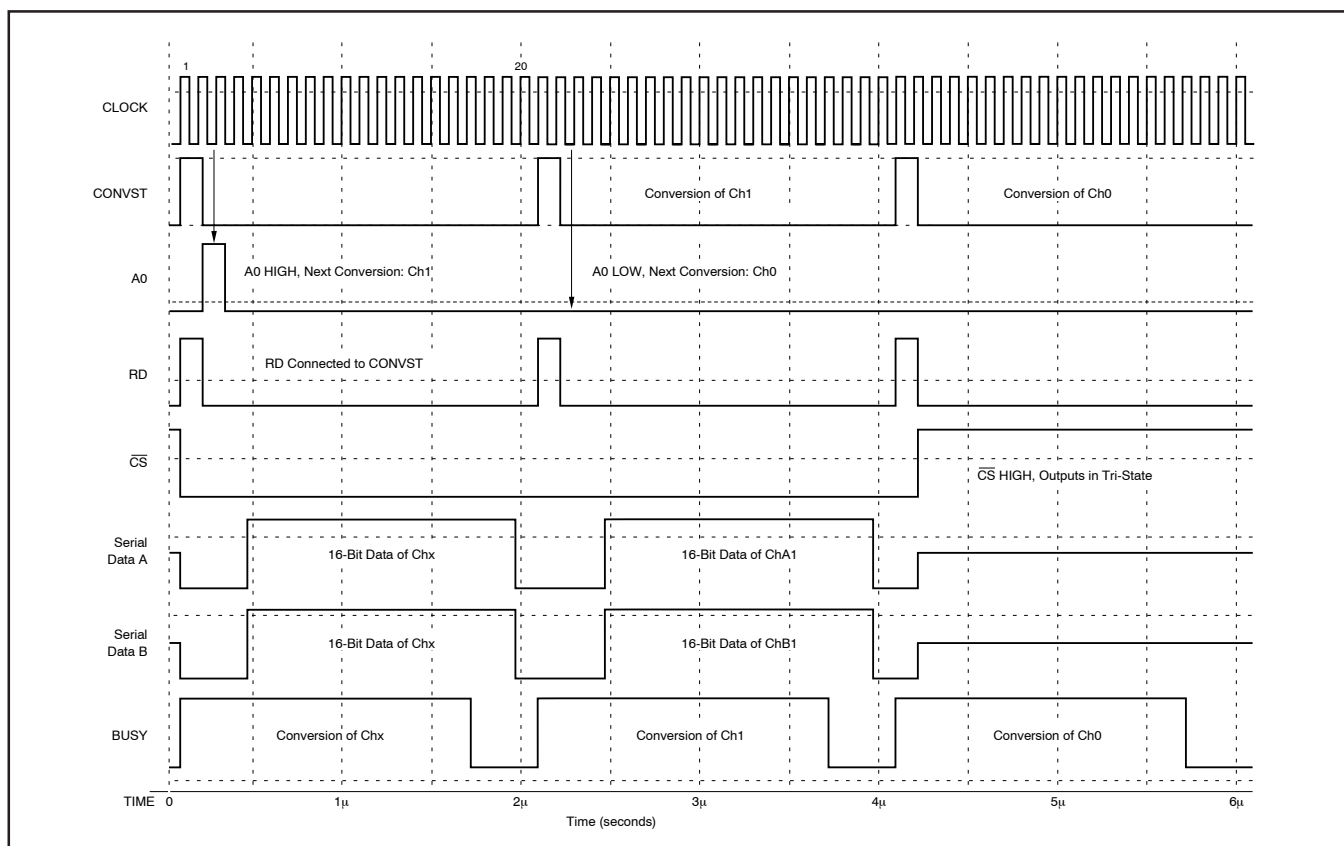 1
20
CLOCK
CONVST
Conversion of Ch1
Conversion of Ch0
A0
A0 HIGH, Next Conversion: Ch1
A0 LOW, Next Conversion: Ch0
RD
RD Connected to CONVST
C̅S̅
C̅S̅ HIGH, Outputs in Tri-State
Serial
Data A
16-Bit Data of Chx
16-Bit Data of ChA1
Serial
Data B
16-Bit Data of Chx
16-Bit Data of ChB1
BUSY
Conversion of Chx
Conversion of Ch1
Conversion of Ch0
TIME
0
1μ
2μ
3μ
4μ
5μ
6μ
Time (seconds)